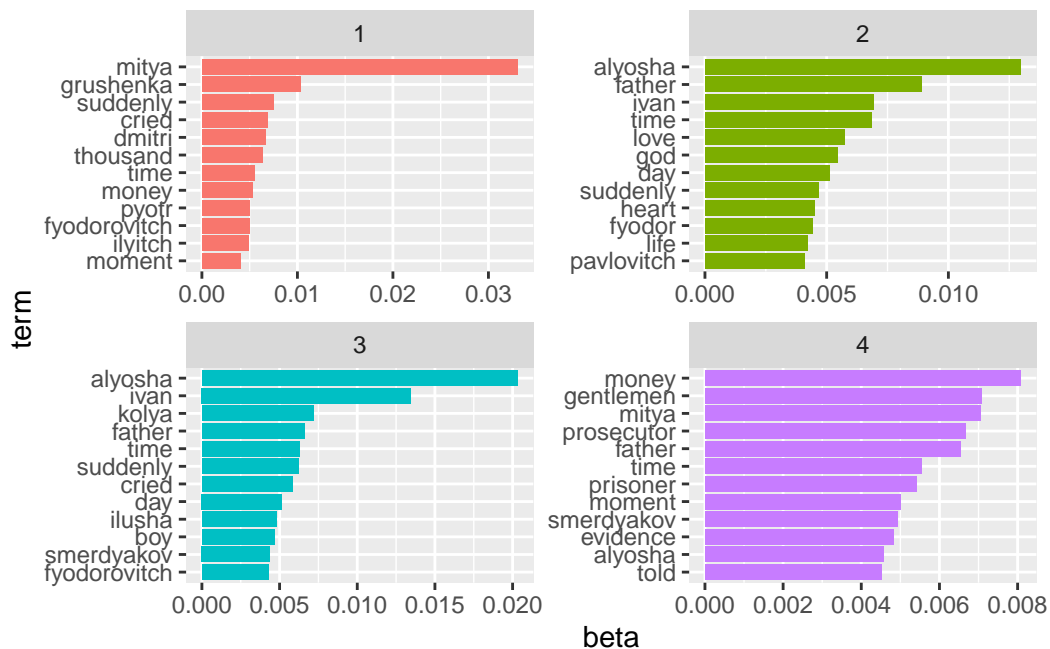 1
mitya
grushenka
suddenly
cried
dmitri
thousand
time
money
pyotr
fyodorovitch
ilyitch
moment
0.00 0.01 0.02 0.03
2
alyosha
father
ivan
time
love
god
day
suddenly
heart
fyodor
life
pavlovitch
0.000 0.005 0.010
3
alyosha
ivan
kolya
father
time
suddenly
cried
day
ilusha
boy
smerdyakov
fyodorovitch
0.000 0.005 0.010 0.015 0.020
4
money
gentlemen
mitya
prosecutor
father
time
prisoner
moment
smerdyakov
evidence
alyosha
told
0.000 0.002 0.004 0.006 0.008
term
beta